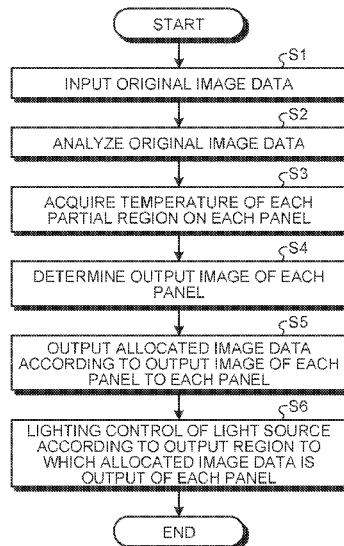 START
S1
INPUT ORIGINAL IMAGE DATA
S2
ANALYZE ORIGINAL IMAGE DATA
S3
ACQUIRE TEMPERATURE OF EACH
PARTIAL REGION ON EACH PANEL
S4
DETERMINE OUTPUT IMAGE OF EACH
PANEL
S5
OUTPUT ALLOCATED IMAGE DATA
ACCORDING TO OUTPUT IMAGE OF EACH
PANEL TO EACH PANEL
S6
LIGHTING CONTROL OF LIGHT SOURCE
ACCORDING TO OUTPUT REGION TO
WHICH ALLOCATED IMAGE DATA IS
OUTPUT OF EACH PANEL
END